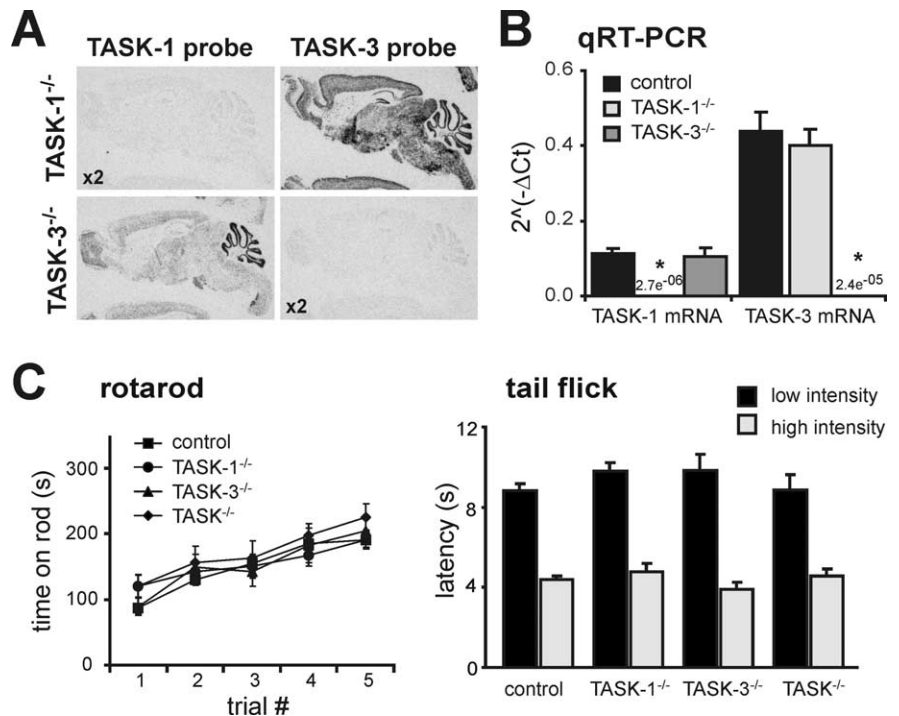 A
TASK-1 probe
TASK-3 probe
TASK-1-/-
TASK-3-/-
x2
x2
B
qRT-PCR
control
TASK-1-/-
TASK-3-/-
2^(-ΔCt)
0.6
0.4
0.2
0.0
*
2.7e-06
*
2.4e-05
TASK-1 mRNA
TASK-3 mRNA
C
rotarod
control
TASK-1-/-
TASK-3-/-
TASK-/-
time on rod (s)
300
200
100
0
1 2 3 4 5
trial #
tail flick
low intensity
high intensity
latency (s)
12
8
4
0
control
TASK-1-/-
TASK-3-/-
TASK-/-